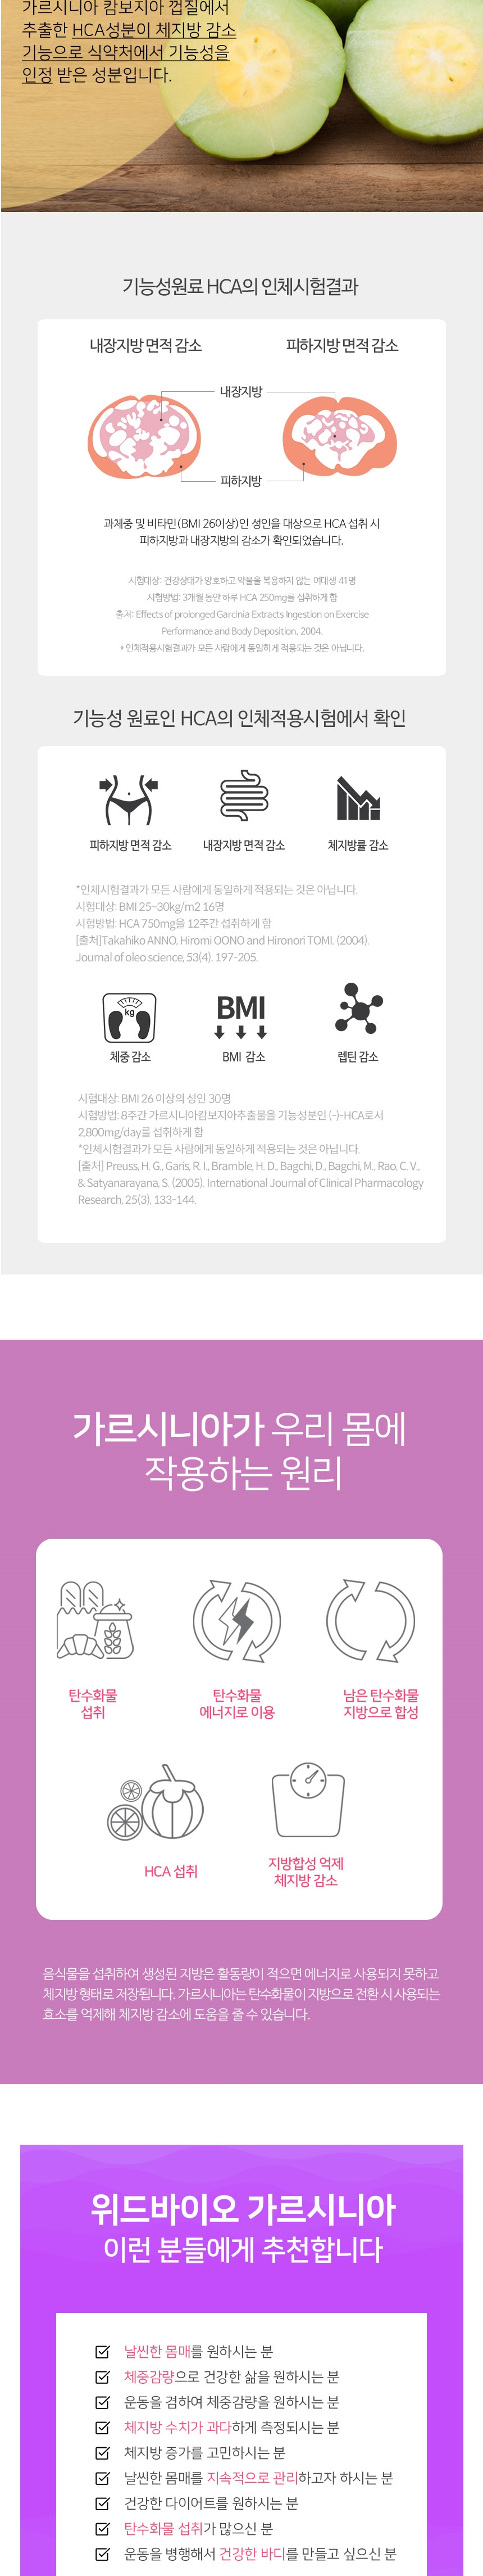 가르시니아 캄보지아 껍질에서
추출한 HCA성분이 체지방 감소
기능으로 식약처에서 기능성을
인정 받은 성분입니다.
기능성원료 HCA의 인체시험결과
내장지방 면적 감소
피하지방 면적 감소
내장지방
피하지방
과체중 및 비타민(BMI 26이상)인 성인을 대상으로 HCA 섭취 시
피하지방과 내장지방의 감소가 확인되었습니다.
시험대상: 건강상태가 양호하고 약물을 복용하지 않는 여대생 41명
시험방법: 3개월 동안 하루 HCA 250mg를 섭취하게 함
출처: Effects of prolonged Garcinia Extracts Ingestion on Exercise
Performance and Body Deposition, 2004.
* 인체적용시험결과가 모든 사람에게 동일하게 적용되는 것은 아닙니다.
기능성 원료인 HCA의 인체적용시험에서 확인
피하지방 면적 감소
내장지방 면적 감소
체지방률 감소
*인체시험결과가 모든 사람에게 동일하게 적용되는 것은 아닙니다.
시험대상: BMI 25~30kg/m2 16명
시험방법: HCA 750mg을 12주간 섭취하게 함
[출처]Takahiko ANNO, Hiromi OONO and Hironori TOMI. (2004).
Journal of oleo science, 53(4). 197-205.
kg
BMI
체중 감소
BMI 감소
렙틴 감소
시험대상: BMI 26 이상의 성인 30명
시험방법: 8주간 가르시니아캄보지아추출물을 기능성분인 (-)-HCA로서
2,800mg/day를 섭취하게 함
*인체시험결과가 모든 사람에게 동일하게 적용되는 것은 아닙니다.
[출처] Preuss, H. G., Garis, R. I., Bramble, H. D., Bagchi, D., Bagchi, M., Rao, C. V.,
& Satyanarayana, S. (2005). International Journal of Clinical Pharmacology
Research, 25(3), 133-144.
가르시니아가 우리 몸에
작용하는 원리
탄수화물
섭취
탄수화물
에너지로 이용
남은 탄수화물
지방으로 합성
HCA 섭취
지방합성 억제
체지방 감소
음식물을 섭취하여 생성된 지방은 활동량이 적으면 에너지로 사용되지 못하고
체지방 형태로 저장됩니다. 가르시니아는 탄수화물이 지방으로 전환 시 사용되는
효소를 억제해 체지방 감소에 도움을 줄 수 있습니다.
위드바이오 가르시니아
이런 분들에게 추천합니다
날씬한 몸매를 원하시는 분
체중감량으로 건강한 삶을 원하시는 분
운동을 겸하여 체중감량을 원하시는 분
체지방 수치가 과다하게 측정되시는 분
체지방 증가를 고민하시는 분
날씬한 몸매를 지속적으로 관리하고자 하시는 분
건강한 다이어트를 원하시는 분
탄수화물 섭취가 많으신 분
운동을 병행해서 건강한 바디를 만들고 싶으신 분